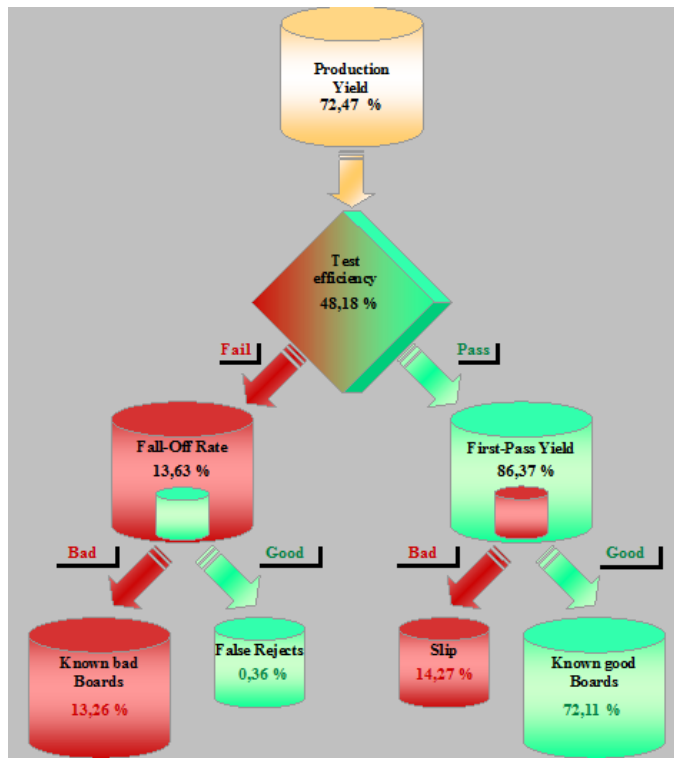 Production
Yield
72,47 %
Test
efficiency
48,18 %
Fail
Pass
Fall-Off Rate
13,63 %
First-Pass Yield
86,37 %
Bad
Good
Bad
Good
Known bad
Boards
13,26 %
False Rejects
0,36 %
Slip
14,27 %
Known good
Boards
72,11 %